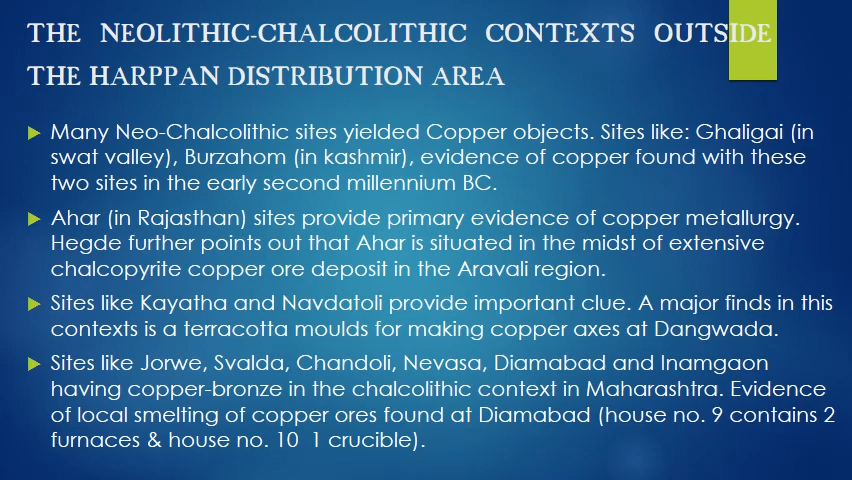 THE NEOLITHIC-CHALCOLITHIC CONTEXTS OUTSIDE
THE HARPPAN DISTRIBUTION AREA
Many Neo-Chalcolithic sites yielded Copper objects. Sites like: Ghaligai (in
swat valley), Burzahom (in kashmir), evidence of copper found with these
two sites in the early second millennium BC.
Ahar (in Rajasthan) sites provide primary evidence of copper metallurgy.
Hegde further points out that Ahar is situated in the midst of extensive
chalcopyrite copper ore deposit in the Aravali region.
Sites like Kayatha and Navdatoli provide important clue. A major finds in this
contexts is a terracotta moulds for making copper axes at Dangwada.
Sites like Jorwe, Svalda, Chandoli, Nevasa, Diamabad and Inamgaon
having copper-bronze in the chalcolithic context in Maharashtra. Evidence
of local smelting of copper ores found at Diamabad (house no. 9 contains 2
furnaces & house no. 10 1 crucible).